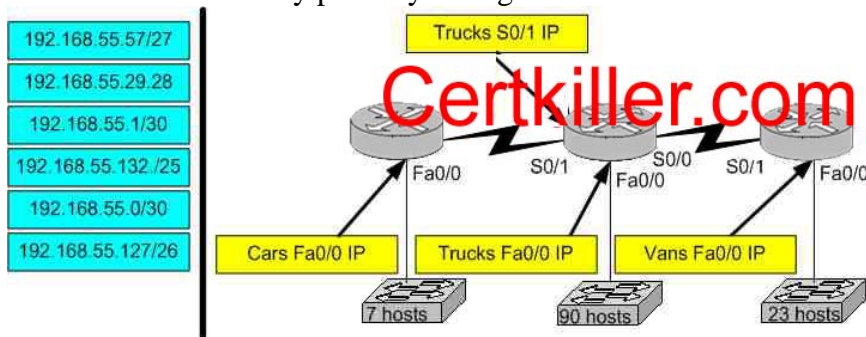 192.168.55.57/27
192.168.55.29.28
192.168.55.1/30
192.168.55.132./25
192.168.55.0/30
192.168.55.127/26
Trucks S0/1 IP
Certkiller.com
Fa0/0
S0/1
S0/0
Fa0/0
S0/1
Fa0/0
Cars Fa0/0 IP
Trucks Fa0/0 IP
Vans Fa0/0 IP
7 hosts
90 hosts
23 hosts